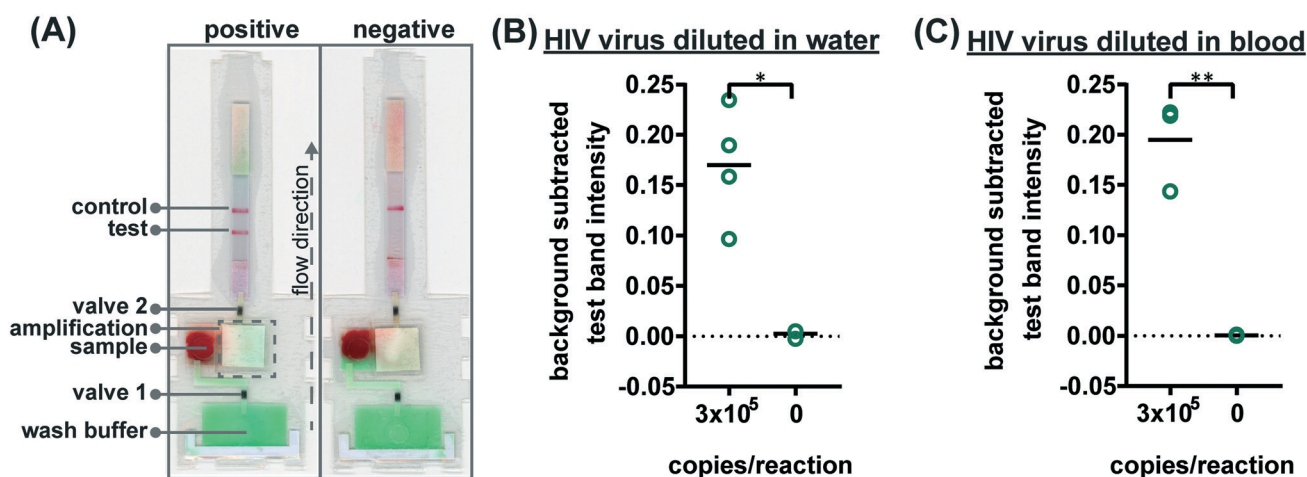 (A)
positive
negative
control
test
valve 2
amplification
sample
valve 1
wash buffer
flow direction
(B) HIV virus diluted in water
background subtracted
test band intensity
0.25
0.20
0.15
0.10
0.05
0.00
-0.05
*
3x10⁵ 0
copies/reaction
(C) HIV virus diluted in blood
background subtracted
test band intensity
0.25
0.20
0.15
0.10
0.05
0.00
-0.05
**
3x10⁵ 0
copies/reaction